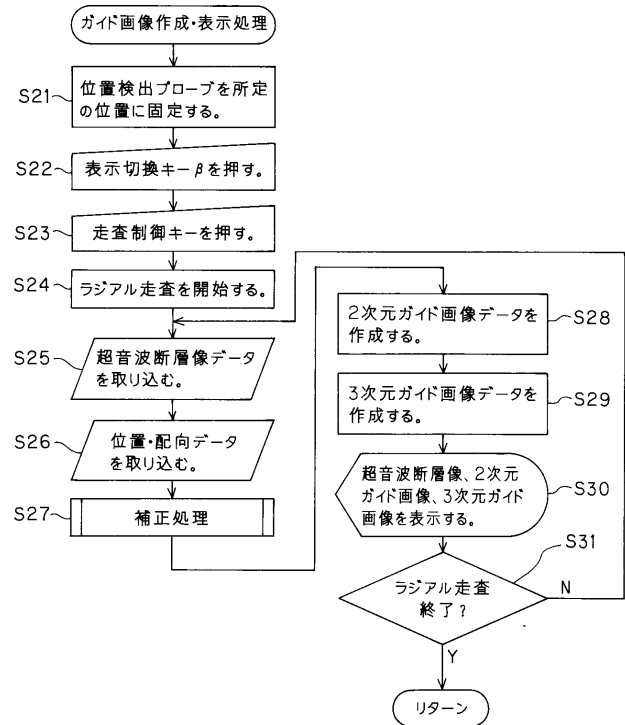 ガイド画像作成・表示処理
S21
位置検出プローブを所定
の位置に固定する。
S22
表示切換キーβを押す。
S23
走査制御キーを押す。
S24
ラジアル走査を開始する。
S25
超音波断層像データ
を取り込む。
S26
位置・配向データ
を取り込む。
S27
補正処理
2次元ガイド画像データを
作成する。
S28
3次元ガイド画像データを
作成する。
S29
超音波断層像、2次元
ガイド画像、3次元ガイド
画像を表示する。
S30
S31
ラジアル走査
終了?
N
Y
リターン